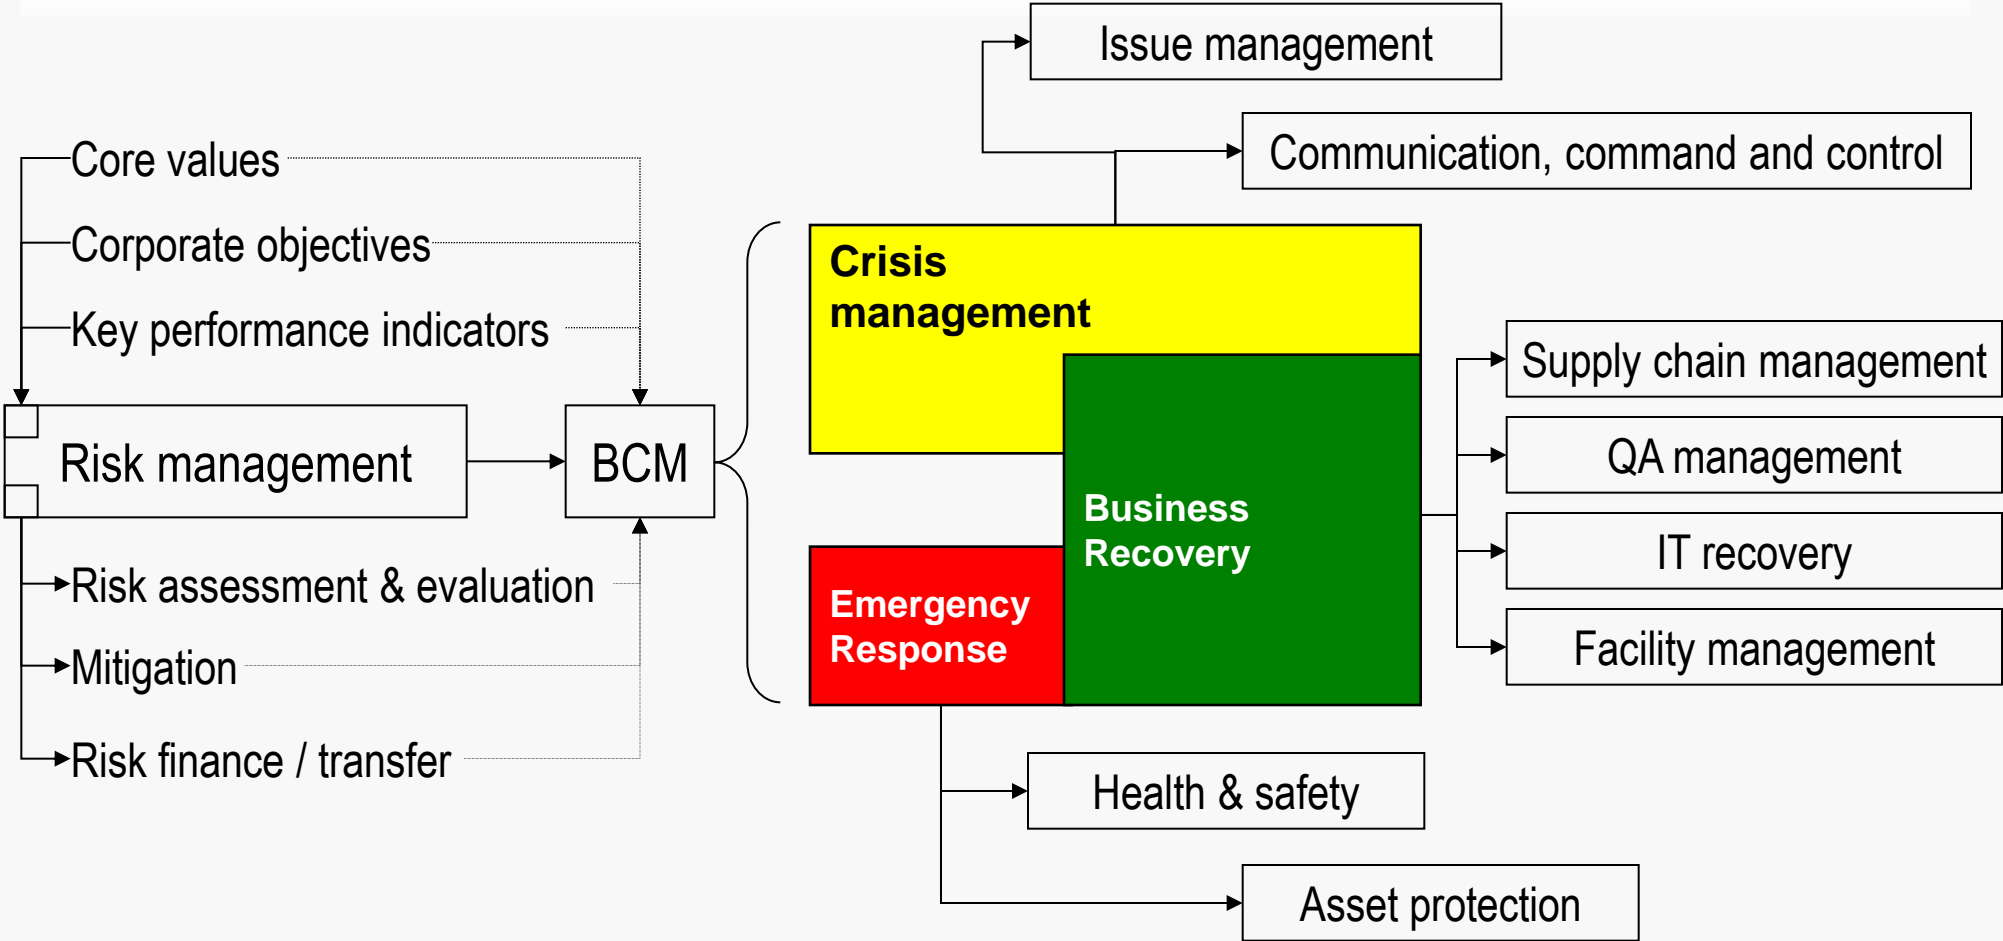 Issue management
Communication, command and control
Core values
Corporate objectives
Key performance indicators
Risk management
BCM
Risk assessment & evaluation
Mitigation
Risk finance / transfer
Crisis
management
Business
Recovery
Emergency
Response
Supply chain management
QA management
IT recovery
Facility management
Health & safety
Asset protection